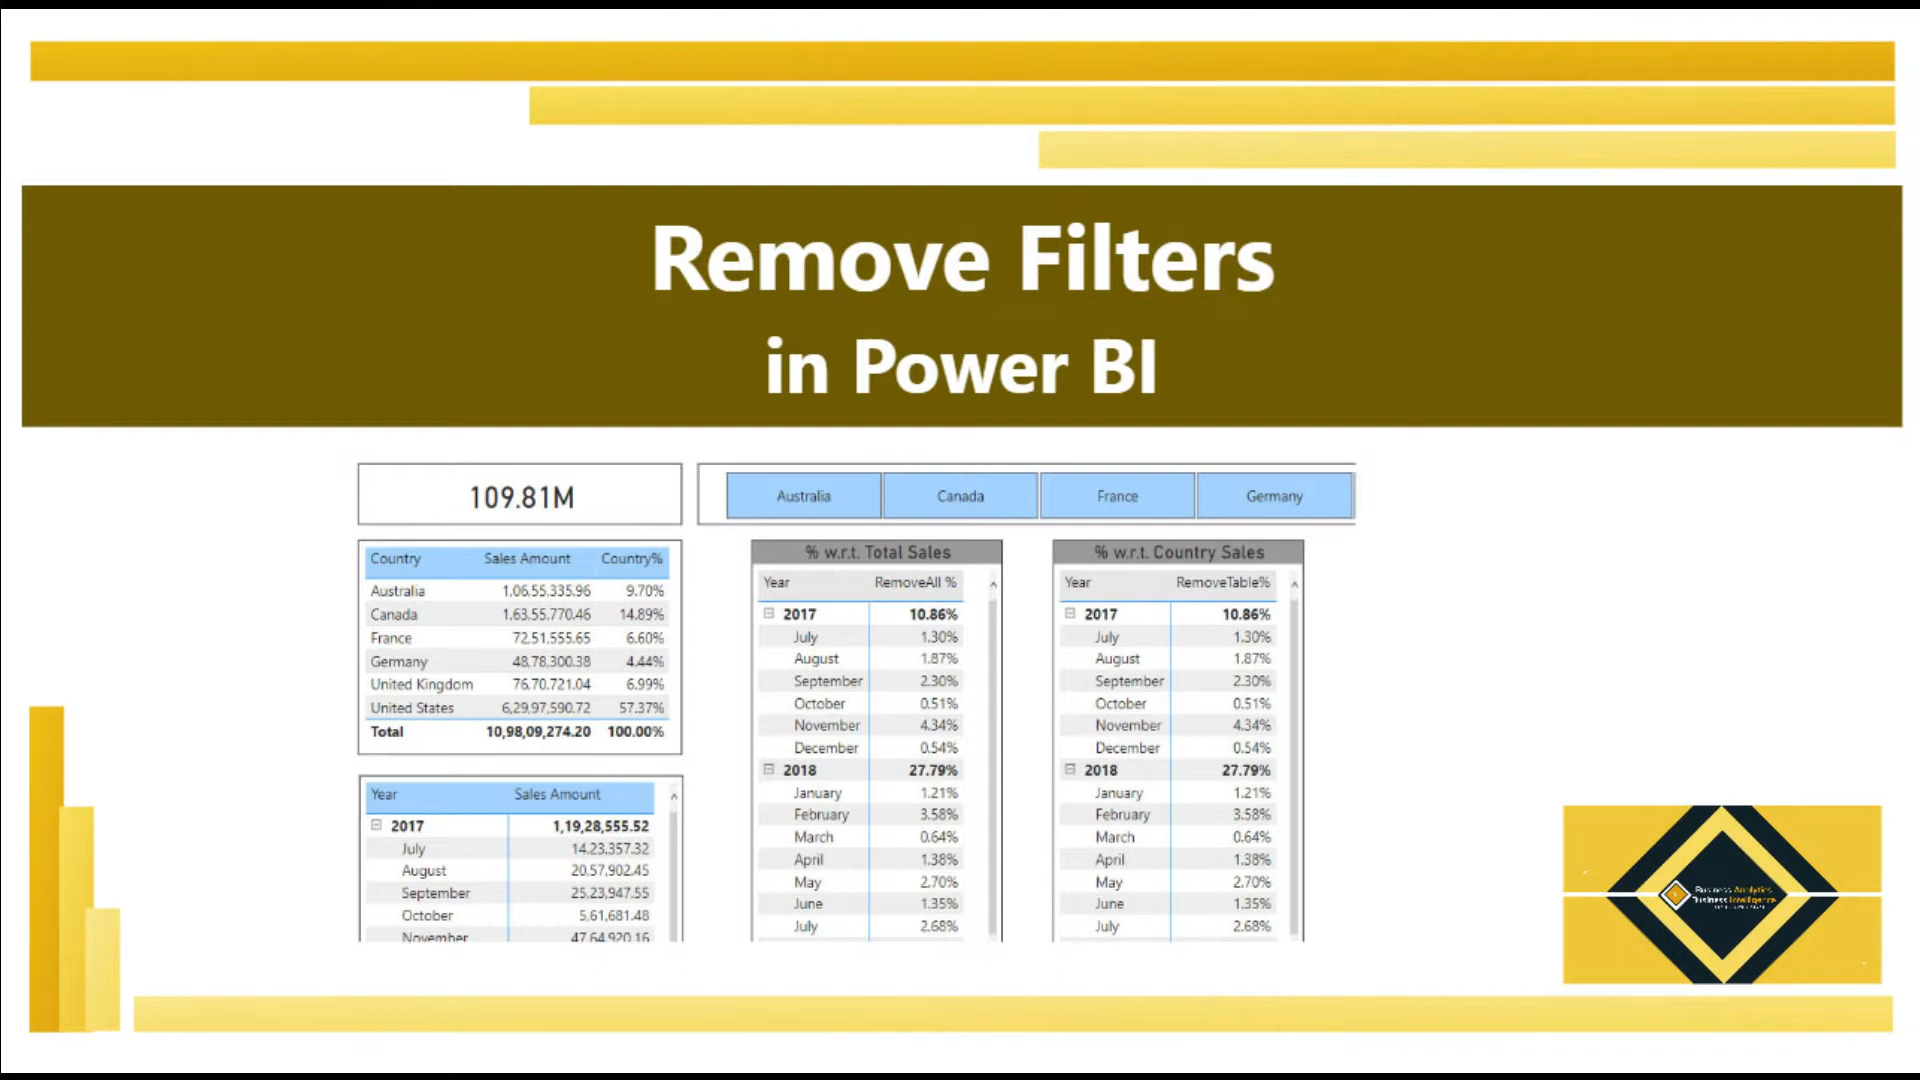 Remove Filters
in Power BI
109.81M
Australia Canada France Germany
Country Sales Amount Country%
Australia 1,06,55,335.96 9.70%
Canada 1,63,55,770.46 14.89%
France 72,51,555.65 6.60%
Germany 48,78,300.38 4.44%
United Kingdom 76,70,721.04 6.99%
United States 6,29,97,590.72 57.37%
Total 10,98,09,274.20 100.00%
Year Sales Amount
2017 1,19,28,555.52
July 14,23,357.32
August 20,57,902.45
September 25,23,947.55
October 5,61,681.48
November 47,64,920.16
% w.r.t. Total Sales
Year RemoveAll %
2017 10.86%
July 1.30%
August 1.87%
September 2.30%
October 0.51%
November 4.34%
December 0.54%
2018 27.79%
January 1.21%
February 3.58%
March 0.64%
April 1.38%
May 2.70%
June 1.35%
July 2.68%
% w.r.t. Country Sales
Year RemoveTable%
2017 10.86%
July 1.30%
August 1.87%
September 2.30%
October 0.51%
November 4.34%
December 0.54%
2018 27.79%
January 1.21%
February 3.58%
March 0.64%
April 1.38%
May 2.70%
June 1.35%
July 2.68%
Business Analytics
Business Intelligence